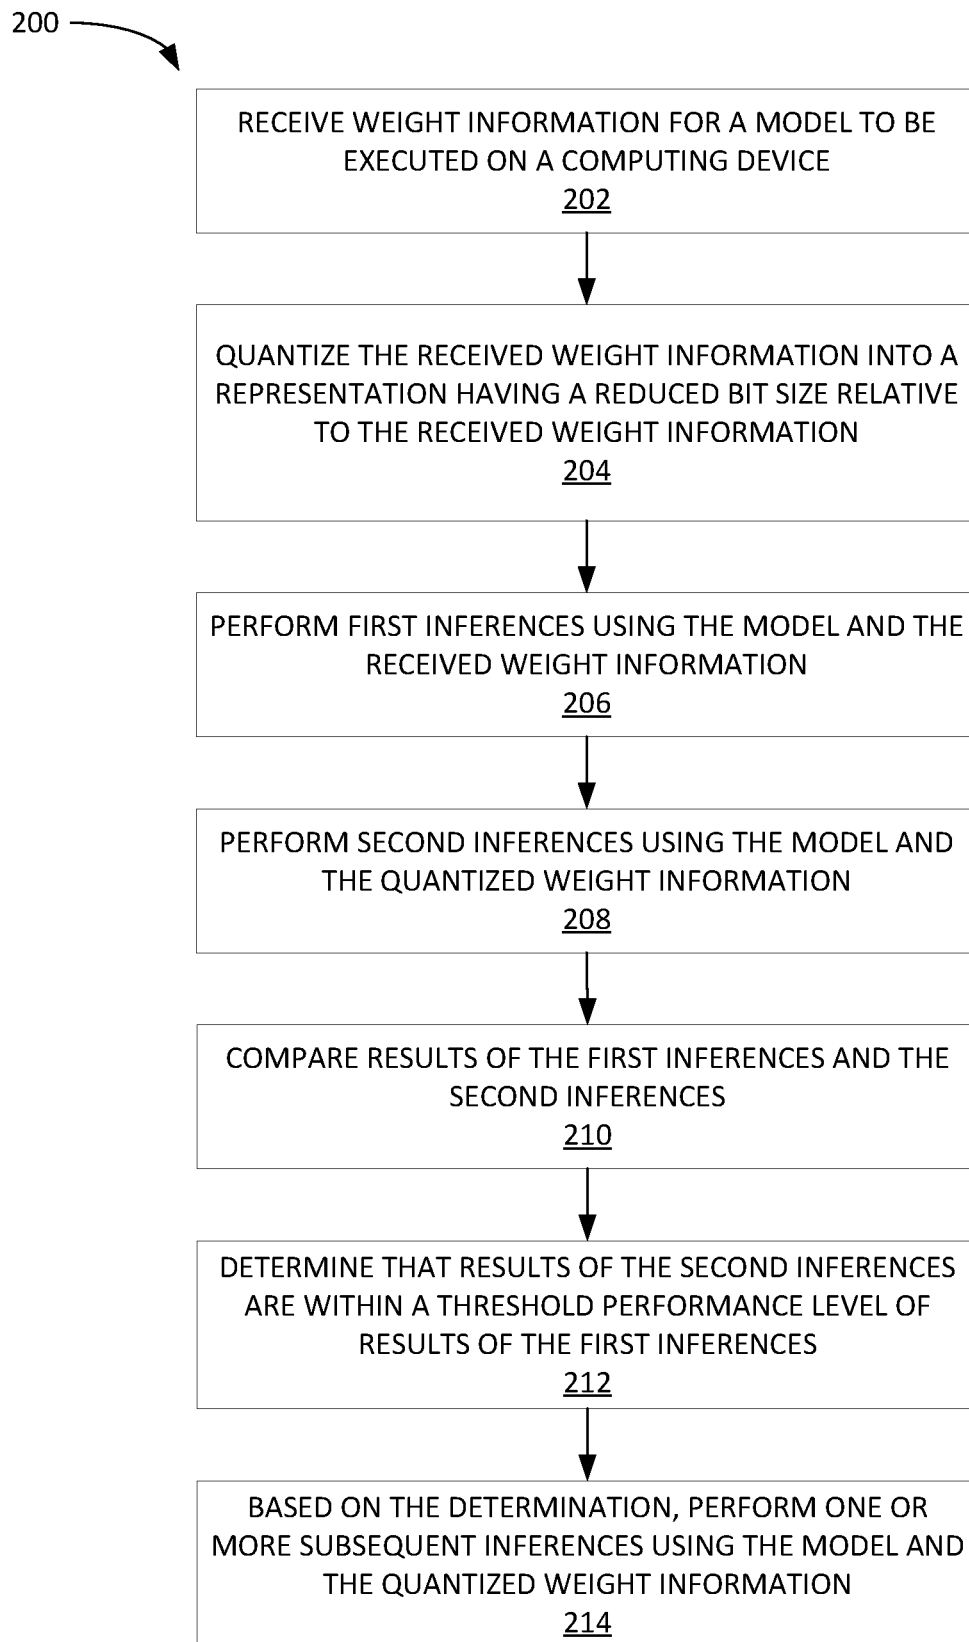 200
RECEIVE WEIGHT INFORMATION FOR A MODEL TO BE
EXECUTED ON A COMPUTING DEVICE
202
QUANTIZE THE RECEIVED WEIGHT INFORMATION INTO A
REPRESENTATION HAVING A REDUCED BIT SIZE RELATIVE
TO THE RECEIVED WEIGHT INFORMATION
204
PERFORM FIRST INFERENCES USING THE MODEL AND THE
RECEIVED WEIGHT INFORMATION
206
PERFORM SECOND INFERENCES USING THE MODEL AND
THE QUANTIZED WEIGHT INFORMATION
208
COMPARE RESULTS OF THE FIRST INFERENCES AND THE
SECOND INFERENCES
210
DETERMINE THAT RESULTS OF THE SECOND INFERENCES
ARE WITHIN A THRESHOLD PERFORMANCE LEVEL OF
RESULTS OF THE FIRST INFERENCES
212
BASED ON THE DETERMINATION, PERFORM ONE OR
MORE SUBSEQUENT INFERENCES USING THE MODEL AND
THE QUANTIZED WEIGHT INFORMATION
214